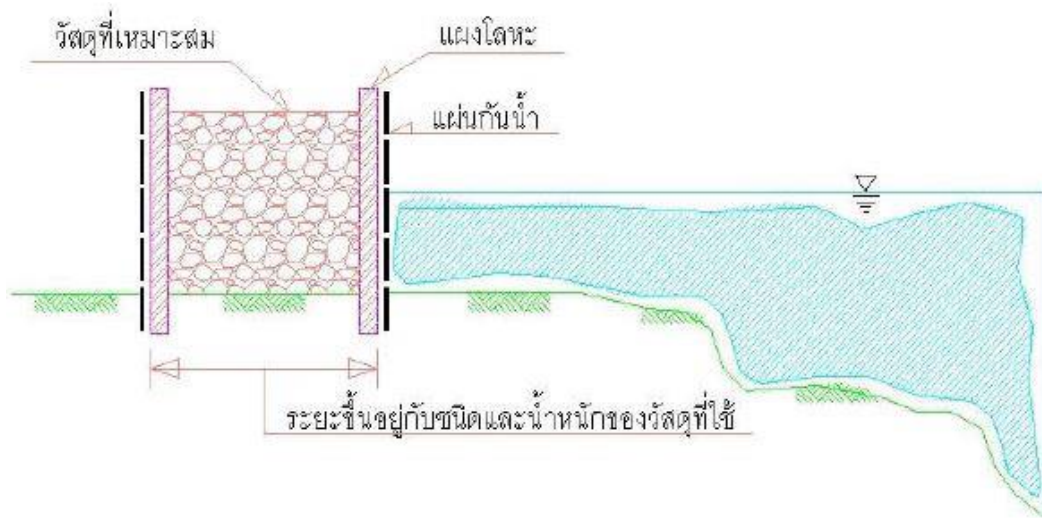 วัสดุที่เหมาะสม
แผงโลหะ
แผ่นกันน้ำ
ระยะขึ้นอยู่กับชนิดและน้ำหนักของวัสดุที่ใช้